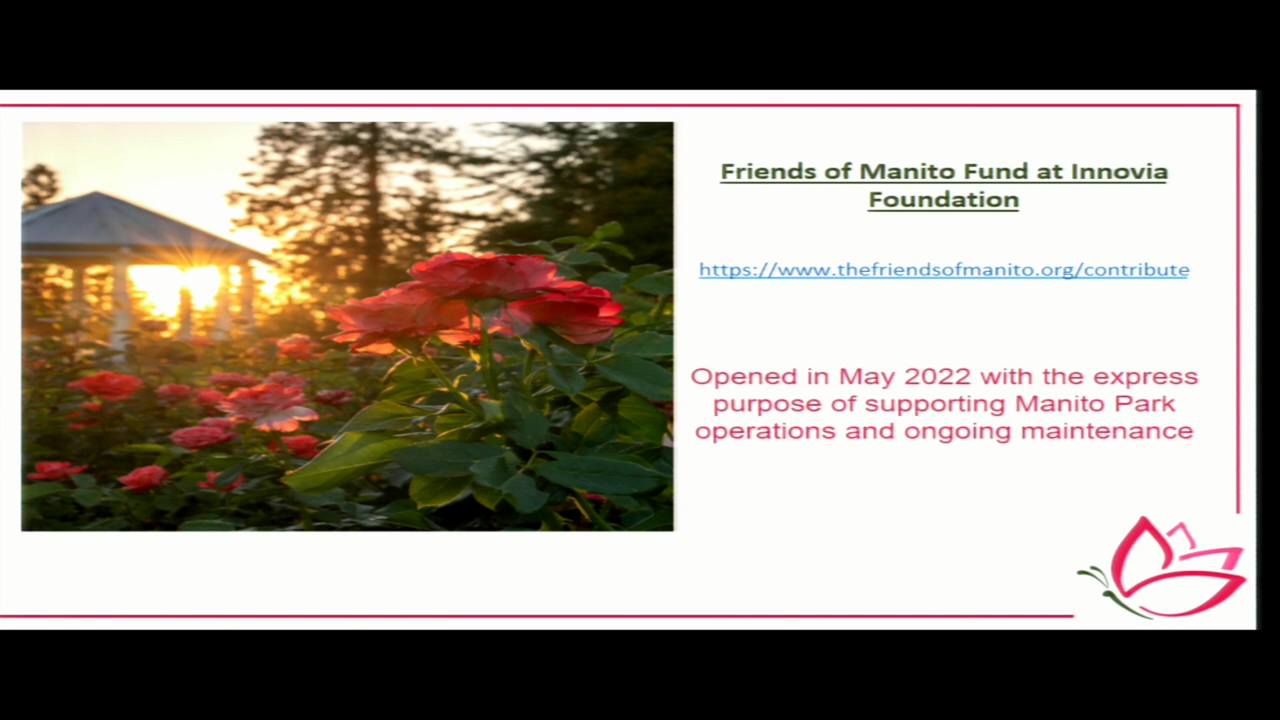 Friends of Manito Fund at Innovia
Foundation
https://www.thefriendsofmanito.org/contribute
Opened in May 2022 with the express
purpose of supporting Manito Park
operations and ongoing maintenance